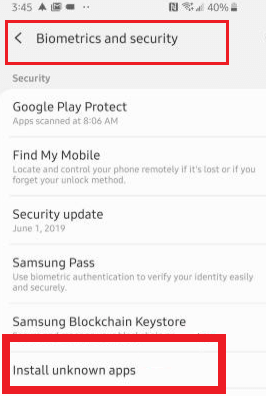 3:45 40%
Biometrics and security
Security
Google Play Protect
Apps scanned at 8:06 AM
Find My Mobile
Locate and control your phone remotely if it's lost or if you
forget your unlock method.
Security update
June 1, 2019
Samsung Pass
Use biometric authentication to verify your identity easily
and securely.
Samsung Blockchain Keystore
Install unknown apps